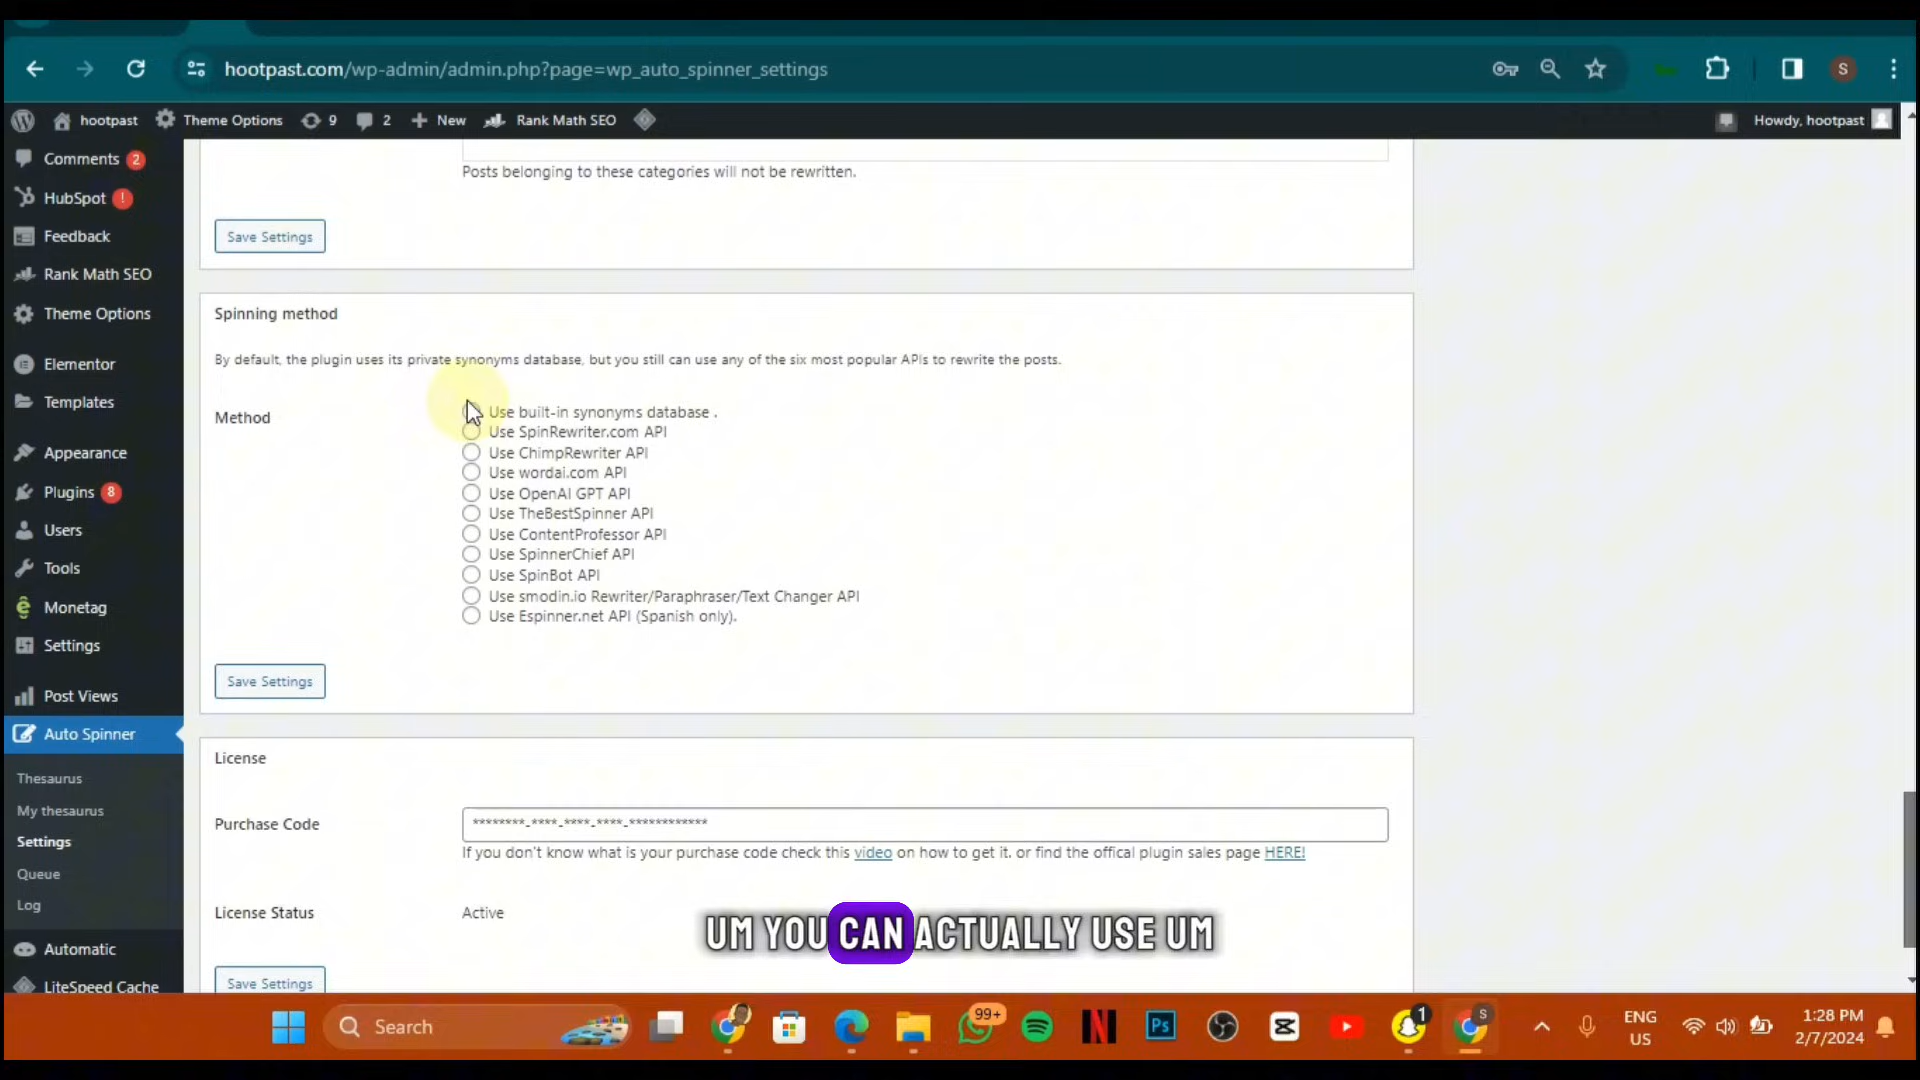 hootpast.com/wp-admin/admin.php?page=wp_auto_spinner_settings
S
hootpast
Theme Options
9
2
New
Rank Math SEO
Howdy, hootpast
Comments 2
HubSpot !
Feedback
Rank Math SEO
Theme Options
Elementor
Templates
Appearance
Plugins 8
Users
Tools
Monetag
Settings
Post Views
Auto Spinner
Thesaurus
My thesaurus
Settings
Queue
Log
Automatic
LiteSpeed Cache
Posts belonging to these categories will not be rewritten.
Save Settings
Spinning method
By default, the plugin uses its private synonyms database, but you still can use any of the six most popular APIs to rewrite the posts.
Method
Use built-in synonyms database .
Use SpinRewriter.com API
Use ChimpRewriter API
Use wordai.com API
Use OpenAI GPT API
Use TheBestSpinner API
Use ContentProfessor API
Use SpinnerChief API
Use SpinBot API
Use smodin.io Rewriter/Paraphraser/Text Changer API
Use Espinner.net API (Spanish only).
Save Settings
License
Purchase Code
********-****-****-****-************
If you don't know what is your purchase code check this video on how to get it. or find the offical plugin sales page HERE!
License Status
Active
UM YOU CAN ACTUALLY USE UM
Save Settings
Search
99+
Ps
1
S
ENG
US
1:28 PM
2/7/2024